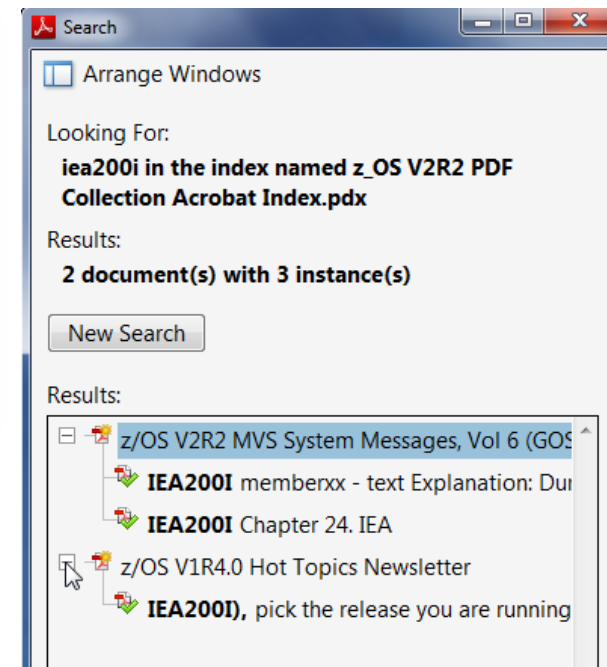 Search
Arrange Windows
Looking For:
iea200i in the index named z_OS V2R2 PDF
Collection Acrobat Index.pdx
Results:
2 document(s) with 3 instance(s)
New Search
Results:
z/OS V2R2 MVS System Messages, Vol 6 (GOS
IEA200I memberxx - text Explanation: Dur
IEA200I Chapter 24. IEA
z/OS V1R4.0 Hot Topics Newsletter
IEA200I), pick the release you are running